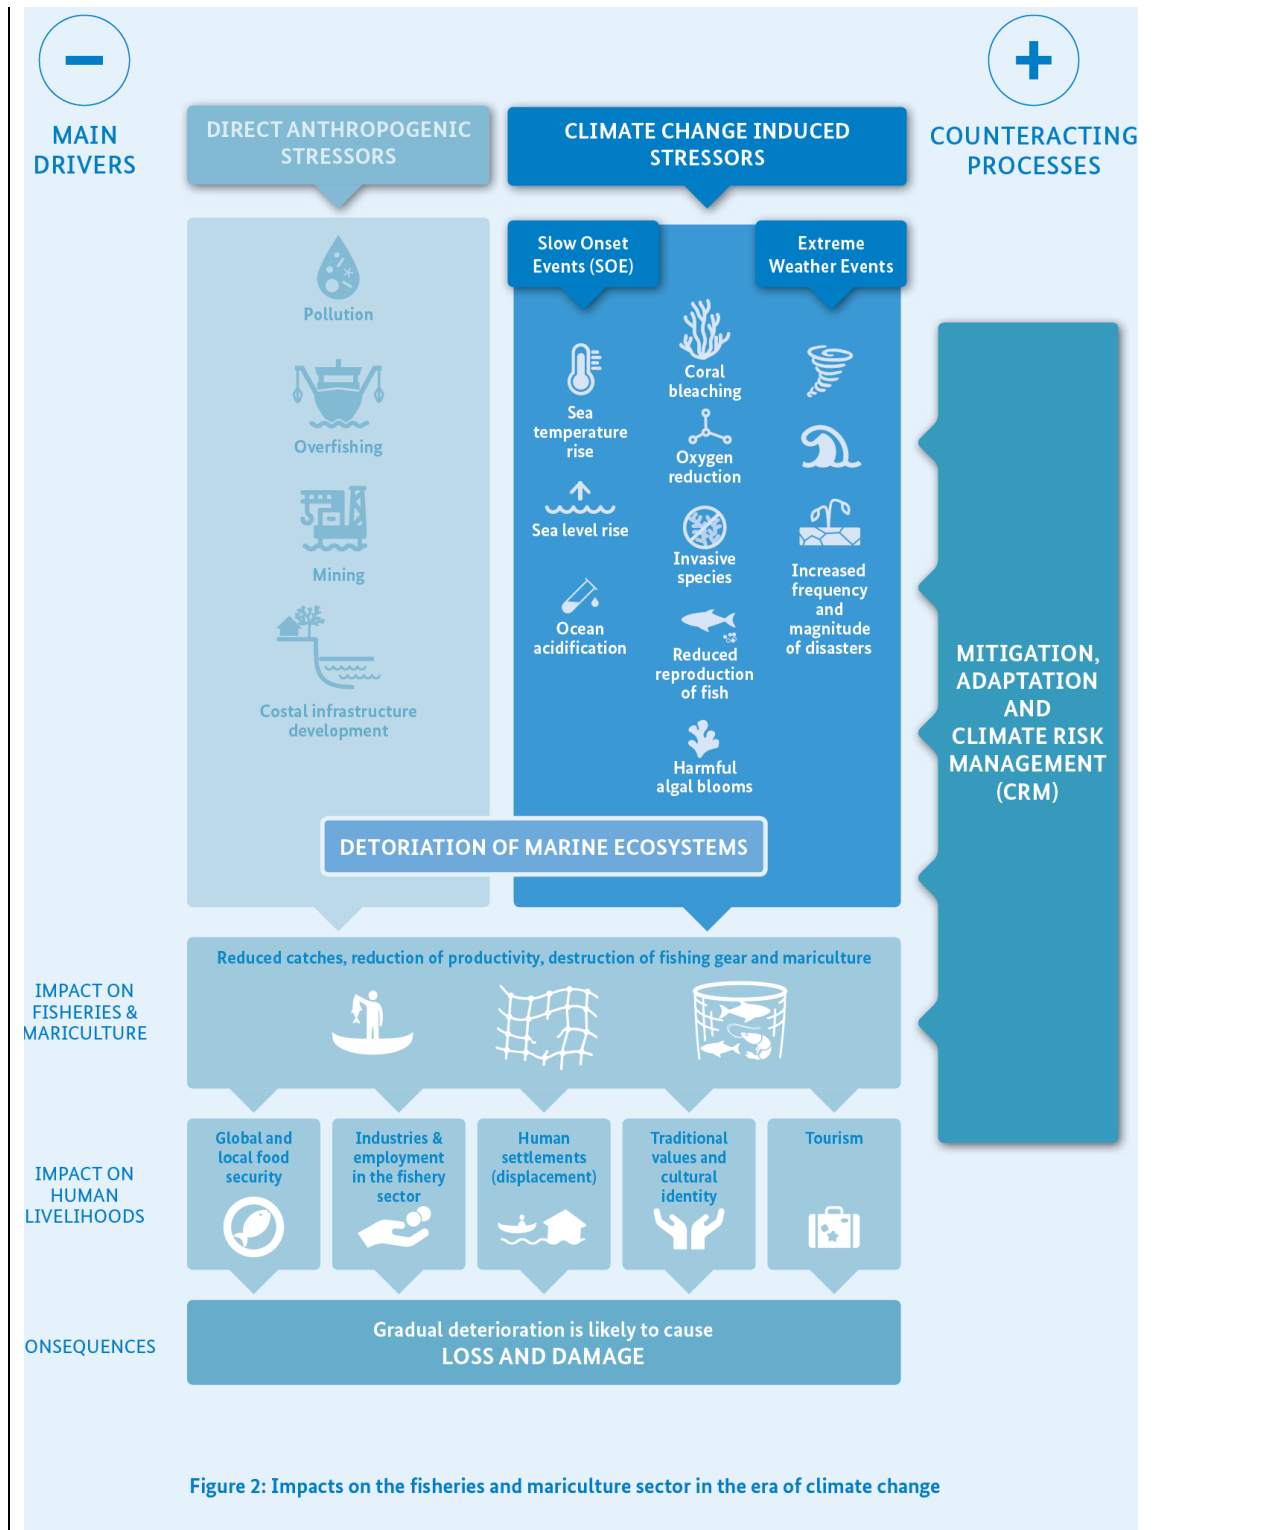 MAIN
DRIVERS
DIRECT ANTHROPOGENIC
STRESSORS
CLIMATE CHANGE INDUCED
STRESSORS
COUNTERACTING
PROCESSES
Pollution
Overfishing
Mining
Costal infrastructure
development
Slow Onset
Events (SOE)
Extreme
Weather Events
Sea
temperature
rise
Sea level rise
Ocean
acidification
Coral
bleaching
Oxygen
reduction
Invasive
species
Reduced
reproduction
of fish
Harmful
algal blooms
Increased
frequency
and
magnitude
of disasters
MITIGATION,
ADAPTATION
AND
CLIMATE RISK
MANAGEMENT
(CRM)
DETORIATION OF MARINE ECOSYSTEMS
IMPACT ON
FISHERIES &
MARICULTURE
Reduced catches, reduction of productivity, destruction of fishing gear and mariculture
IMPACT ON
HUMAN
LIVELIHOODS
Global and
local food
security
Industries &
employment
in the fishery
sector
Human
settlements
(displacement)
Traditional
values and
cultural
identity
Tourism
ONSEQUENCES
Gradual deterioration is likely to cause
LOSS AND DAMAGE
Figure 2: Impacts on the fisheries and mariculture sector in the era of climate change